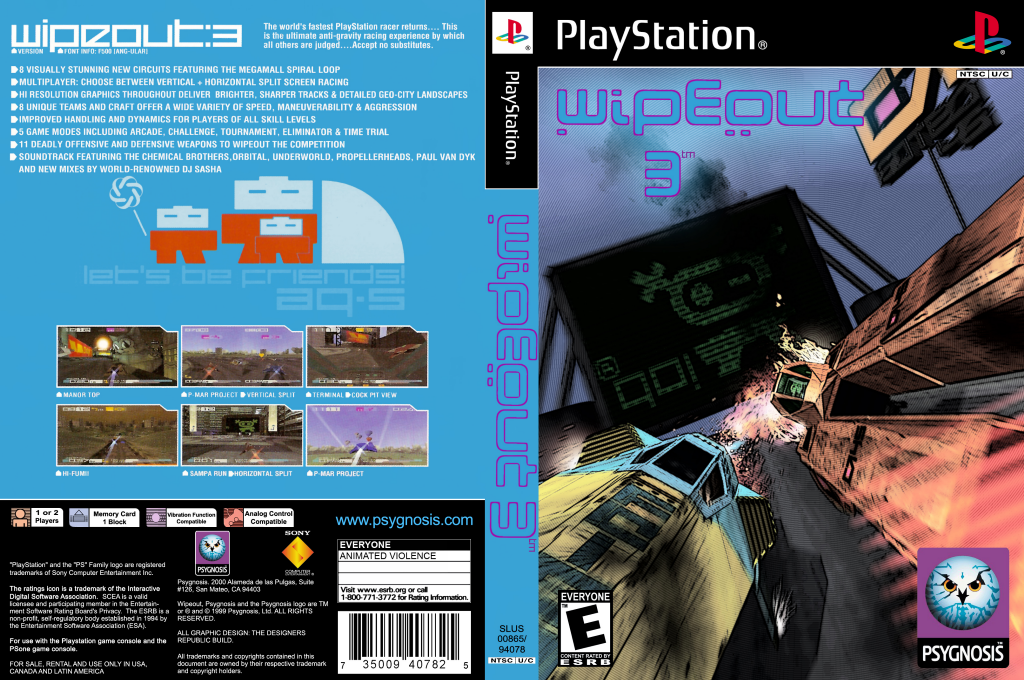 wipEout:3
VERSION
FONT INFO: F500 [ANG-ULAR]
The world's fastest PlayStation racer returns.... This
is the ultimate anti-gravity racing experience by which
all others are judged....Accept no substitutes.
8 VISUALLY STUNNING NEW CIRCUITS FEATURING THE MEGAMALL SPIRAL LOOP
MULTIPLAYER: CHOOSE BETWEEN VERTICAL + HORIZONTAL SPLIT SCREEN RACING
HI RESOLUTION GRAPHICS THROUGHOUT DELIVER BRIGHTER, SHARPER TRACKS & DETAILED GEO-CITY LANDSCAPES
8 UNIQUE TEAMS AND CRAFT OFFER A WIDE VARIETY OF SPEED, MANEUVERABILITY & AGGRESSION
IMPROVED HANDLING AND DYNAMICS FOR PLAYERS OF ALL SKILL LEVELS
5 GAME MODES INCLUDING ARCADE, CHALLENGE, TOURNAMENT, ELIMINATOR & TIME TRIAL
11 DEADLY OFFENSIVE AND DEFENSIVE WEAPONS TO WIPEOUT THE COMPETITION
SOUNDTRACK FEATURING THE CHEMICAL BROTHERS,ORBITAL, UNDERWORLD, PROPELLERHEADS, PAUL VAN DYK
AND NEW MIXES BY WORLD-RENOWNED DJ SASHA
let's be friends!
ag-s
MANOR TOP
P-MAR PROJECT VERTICAL SPLIT
TERMINAL COCK PIT VIEW
HI-FUMII
SAMPA RUN HORIZONTAL SPLIT
P-MAR PROJECT
1 or 2
Players
Memory Card
1 Block
Vibration Function
Compatible
Analog Control
Compatible
www.psygnosis.com
PSYGNOSIS
SONY
COMPUTER
"PlayStation" and the "PS" Family logo are registered
trademarks of Sony Computer Entertainment Inc.
The ratings icon is a trademark of the Interactive
Digital Software Association. SCEA is a valid
licensee and participating member in the Entertain-
ment Software Rating Board's Privacy. The ESRB is a
non-profit, self-regulatory body established in 1994 by
the Entertainment Software Association (ESA).
For use with the Playstation game console and the
PSone game console.
FOR SALE, RENTAL AND USE ONLY IN USA,
CANADA AND LATIN AMERICA
Psygnosis. 2000 Alameda de las Pulgas, Suite
#126, San Mateo, CA 94403
Wipeout, Psygnosis and the Psygnosis logo are TM
or ® and © 1999 Psygnosis, Ltd. ALL RIGHTS
RESERVED.
ALL GRAPHIC DESIGN: THE DESIGNERS
REPUBLIC BUILD.
All trademarks and copyrights contained in this
document are owned by their respective trademark
and copyright holders.
EVERYONE
ANIMATED VIOLENCE
Visit www.esrb.org or call
1-800-771-3772 for Rating Information.
7 35009 40782 5
PlayStation®
wipEout 3™
SLUS
00865/
94078
NTSC U/C
PlayStation®
NTSC U/C
wipEout
3™
EVERYONE
E
CONTENT RATED BY
ESRB
PSYGNOSIS™